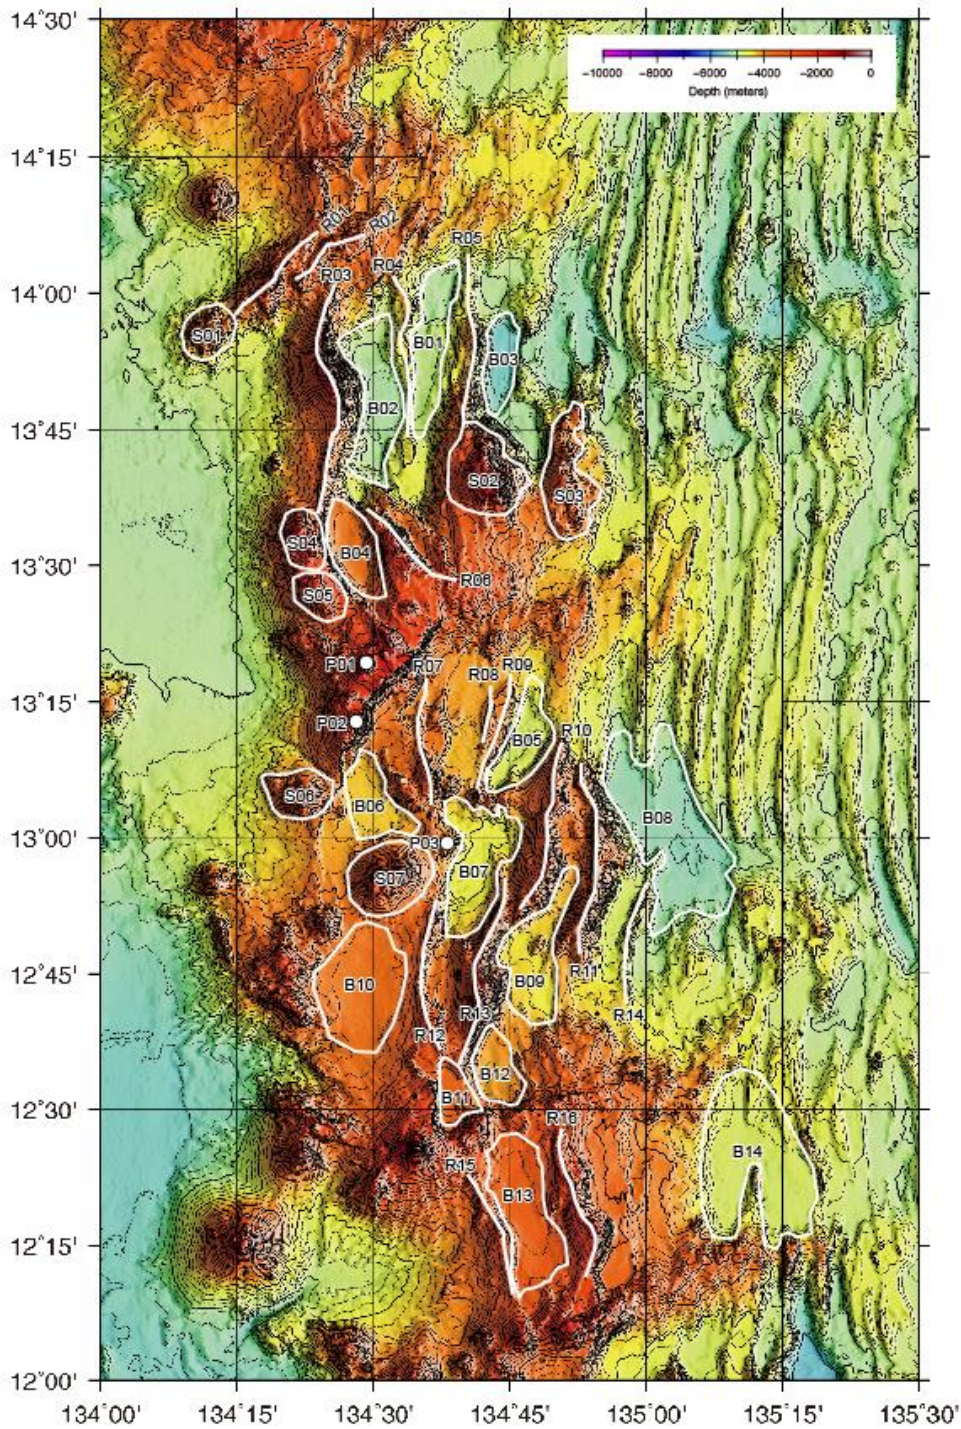 14°30'
-10000 -8000 -6000 -4000 -2000 0
Depth (meters)
14°15'
R01
R02
R05
R04
R03
14°00'
S01
B01
B03
B02
13°45'
S02
S03
S04
B04
13°30'
R06
S05
P01
R07
R08
R09
13°15'
P02
R10
B05
S06
B06
B08
13°00'
P03
B07
S07
12°45'
B10
B09
R11
R13
R14
R12
B12
B11
12°30'
R16
B14
R15
B13
12°15'
12°00'
134°00' 134°15' 134°30' 134°45' 135°00' 135°15' 135°30'